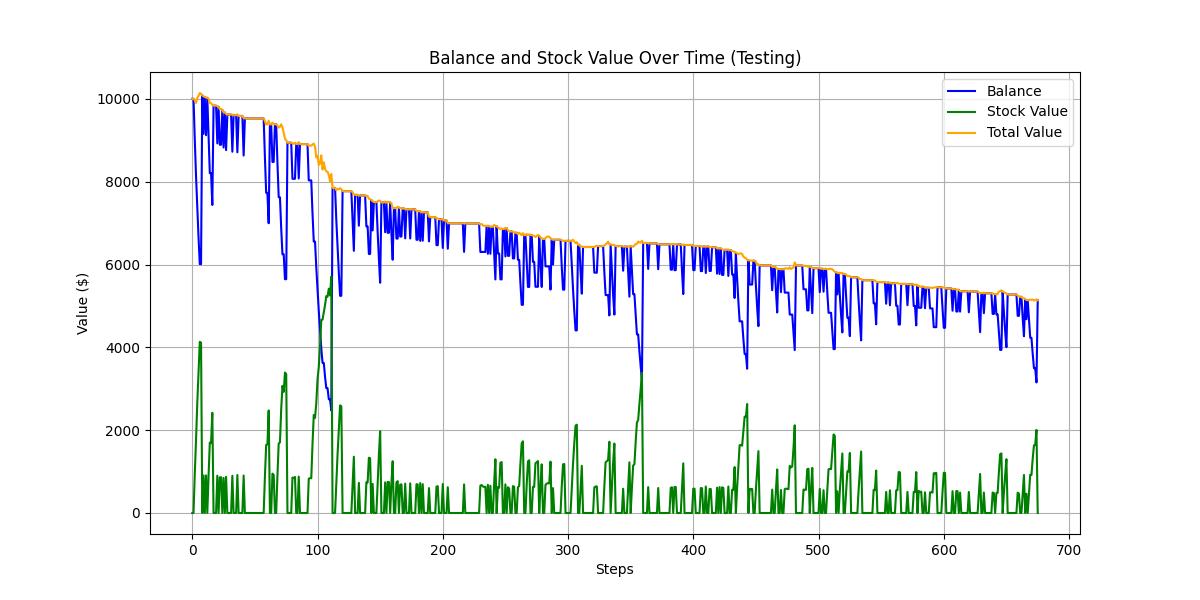 Balance and Stock Value Over Time (Testing)
Balance
Stock Value
Total Value
Value ($)
10000
8000
6000
4000
2000
0
0 100 200 300 400 500 600 700
Steps